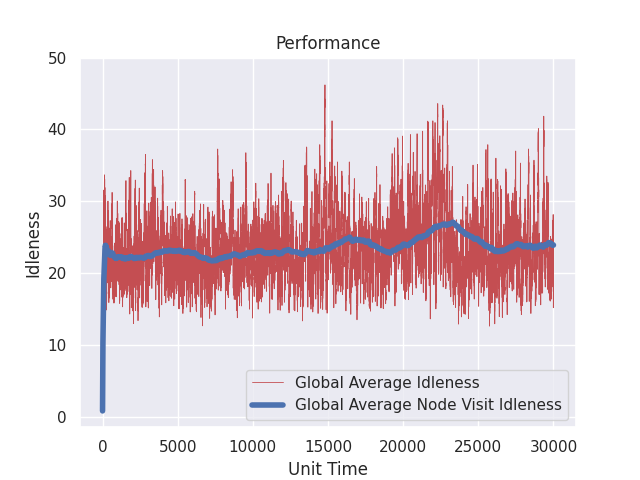 Performance
50
40
30
20
10
0
Idleness
Global Average Idleness
Global Average Node Visit Idleness
0 5000 10000 15000 20000 25000 30000
Unit Time